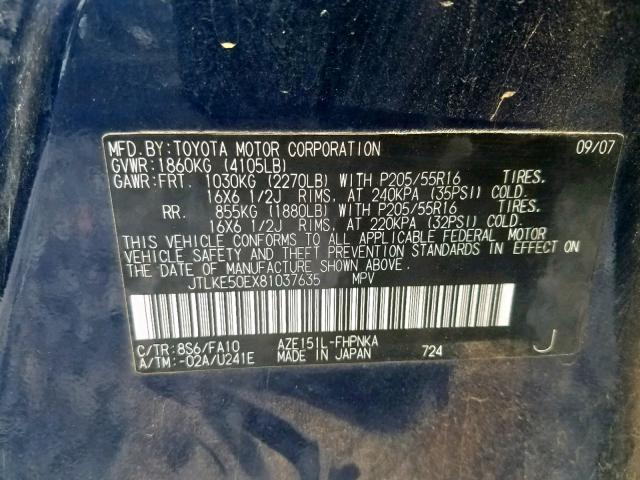 MFD.BY:TOYOTA MOTOR CORPORATION 09/07
GVWR:1860KG (4105LB)
GAWR:FRT. 1030KG (2270LB) WITH P205/55R16 TIRES.
16X6 1/2J RIMS, AT 240KPA (35PSI) COLD.
RR. 855KG (1880LB) WITH P205/55R16 TIRES.
16X6 1/2J RIMS, AT 220KPA (32PSI) COLD.
THIS VEHICLE CONFORMS TO ALL APPLICABLE FEDERAL MOTOR
VEHICLE SAFETY AND THEFT PREVENTION STANDARDS IN EFFECT ON
THE DATE OF MANUFACTURE SHOWN ABOVE.
JTLKE50EX81037635 MPV
C/TR:8S6/FA10 AZE151L-FHPNKA
A/TM:-02A/U241E MADE IN JAPAN 724 J